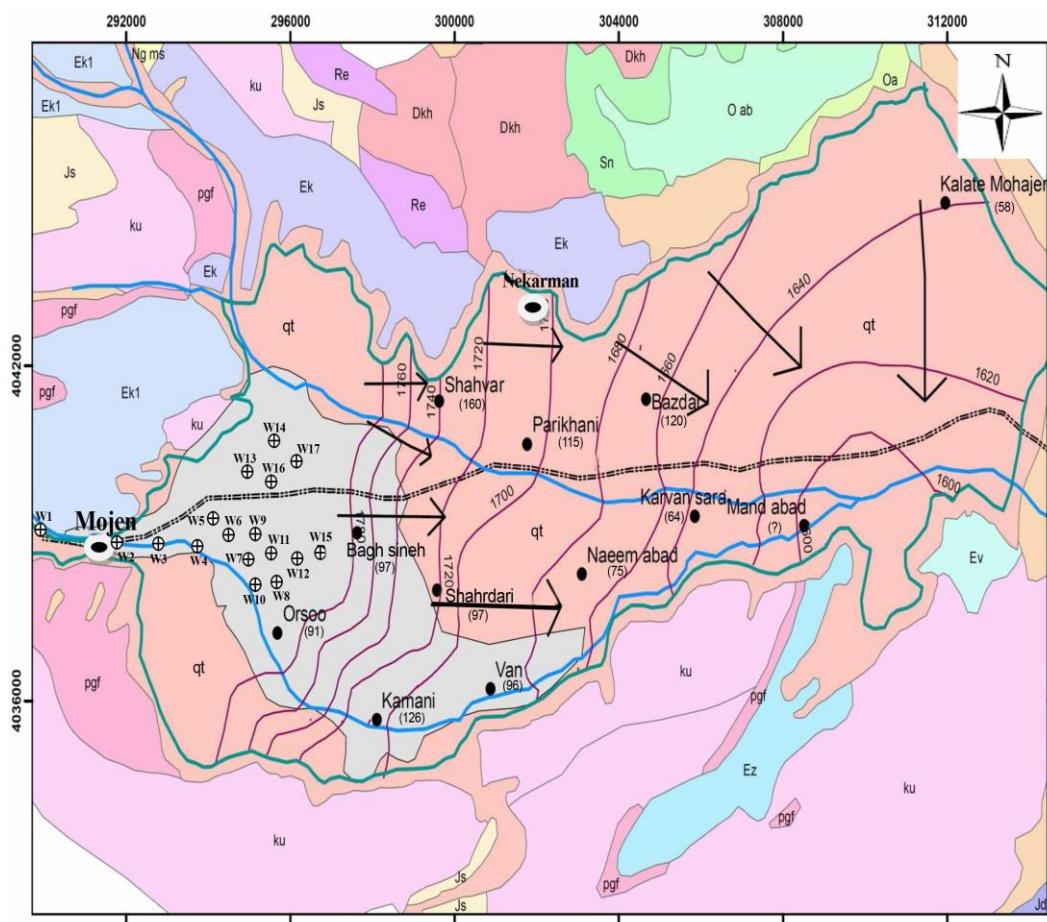 292000
296000
300000
304000
308000
312000
N
Ng ms
Ek1
ku
Re
Dkh
Dkh
Oa
O ab
Ek1
Js
Dkh
Js
pgf
Sn
Kalate Mohajer
(58)
Ek
Re
ku
Ek
Ek
Nekarman
pgf
qt
1640
qt
4042000
1720
1680
1660
1760
1740
Shahvar
(160)
1620
Ek1
pgf
Bazdar
(120)
ku
W14
W17
W13
W16
Parikhani
(115)
1600
W1
Mojen
W5
W6
W9
1700
Karvan sara
(64)
Mand abad
(?)
W2
W3
W4
W7
W11
W15
Bagh sineh
(97)
qt
W12
W10
W8
1720
Naeem abad
(75)
Ev
Shahrdari
(97)
Orsoo
(91)
pgf
qt
Van
(96)
ku
pgf
4036000
Kamani
(126)
Ez
ku
ku
pgf
Js
pgf
Js
Jd